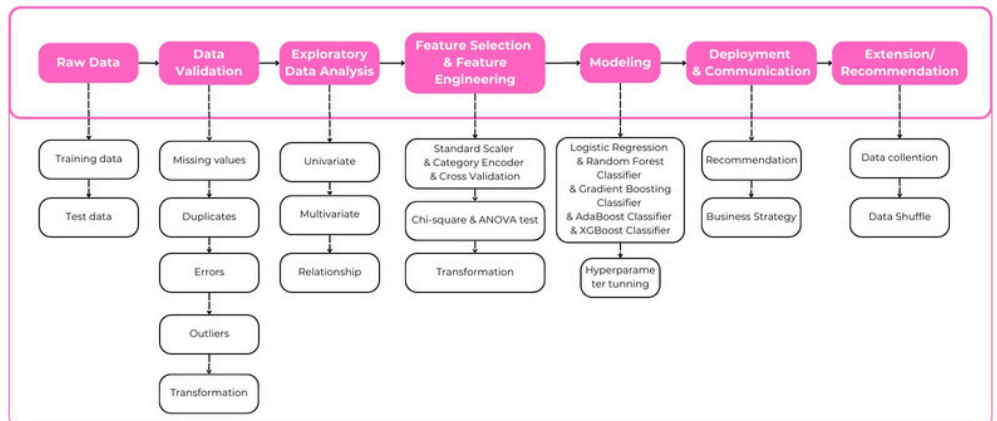 Raw Data
Data
Validation
Exploratory
Data Analysis
Feature Selection
& Feature
Engineering
Modeling
Deployment
& Communication
Extension/
Recommendation
Training data
Test data
Missing values
Duplicates
Errors
Outliers
Transformation
Univariate
Multivariate
Relationship
Standard Scaler
& Category Encoder
& Cross Validation
Chi-square & ANOVA test
Transformation
Logistic Regression
& Random Forest
Classifier
& Gradient Boosting
Classifier
& AdaBoost Classifier
& XGBoost Classifier
Hyperparame
ter tunning
Recommendation
Business Strategy
Data collention
Data Shuffle